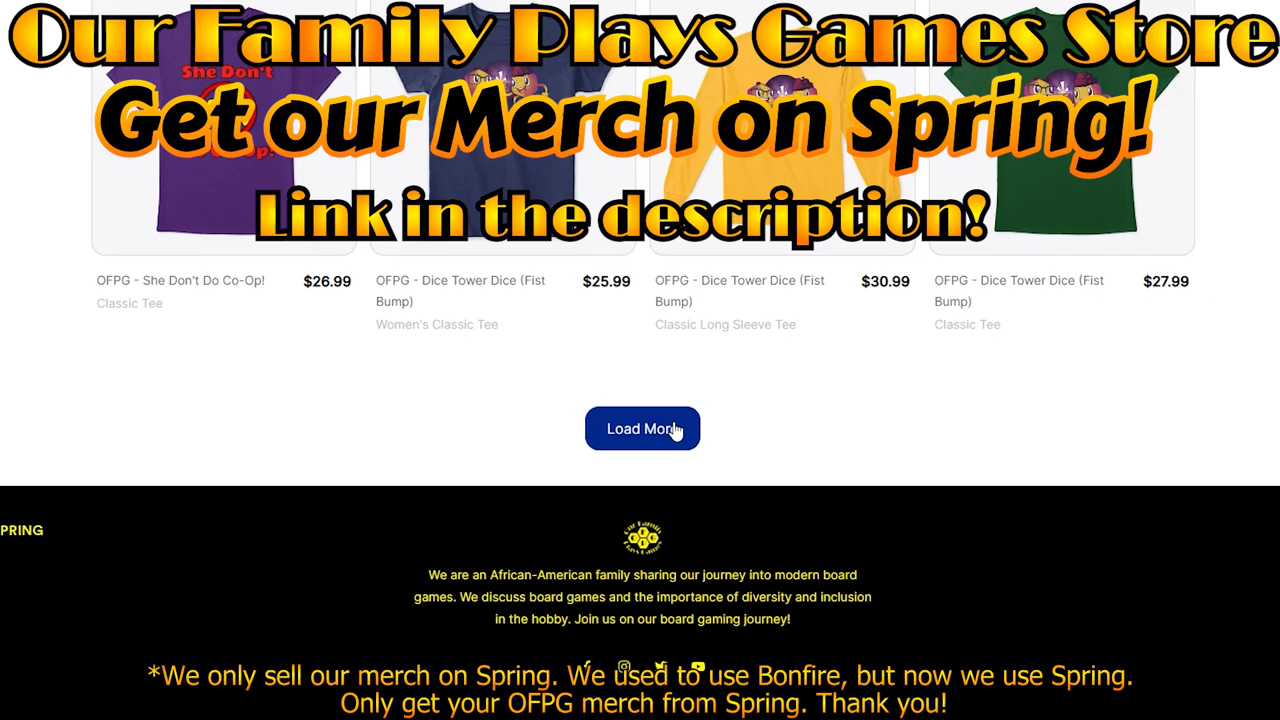 Our Family Plays Games Store
She Don't
Get our Merch on Spring!
Link in the description!
OFPG - She Don't Do Co-Op!
$26.99
Classic Tee
OFPG - Dice Tower Dice (Fist
Bump)
$25.99
Women's Classic Tee
OFPG - Dice Tower Dice (Fist
Bump)
$30.99
Classic Long Sleeve Tee
OFPG - Dice Tower Dice (Fist
Bump)
$27.99
Classic Tee
Load More
PRING
Our Family
Plays Games
We are an African-American family sharing our journey into modern board
games. We discuss board games and the importance of diversity and inclusion
in the hobby. Join us on our board gaming journey!
*We only sell our merch on Spring. We used to use Bonfire, but now we use Spring.
Only get your OFPG merch from Spring. Thank you!